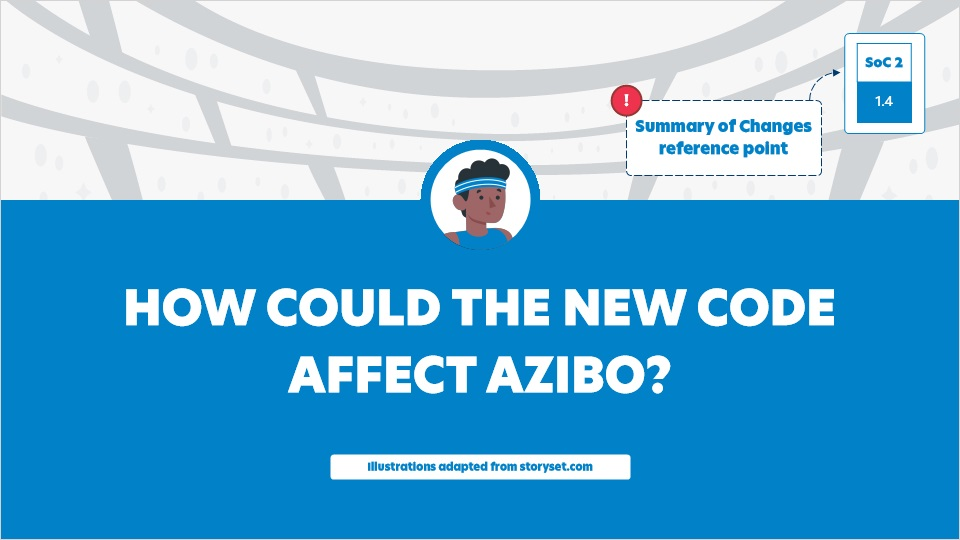 SoC 2
1.4
!
Summary of Changes
reference point
HOW COULD THE NEW CODE
AFFECT AZIBO?
Illustrations adapted from storyset.com